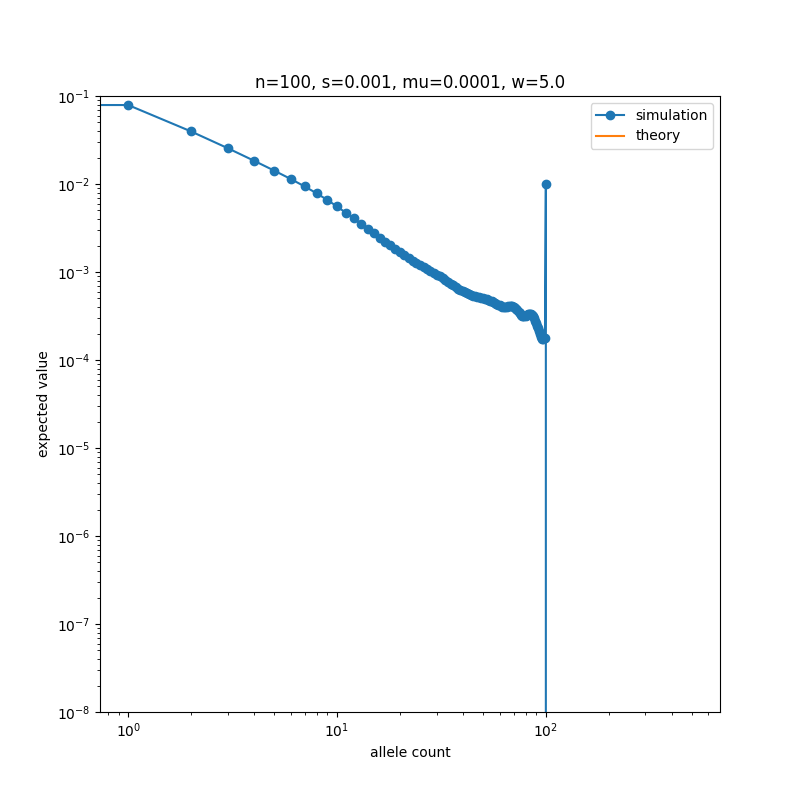 n=100, s=0.001, mu=0.0001, w=5.0
simulation
theory
expected value
10⁻¹
10⁻²
10⁻³
10⁻⁴
10⁻⁵
10⁻⁶
10⁻⁷
10⁻⁸
10⁰ 10¹ 10²
allele count